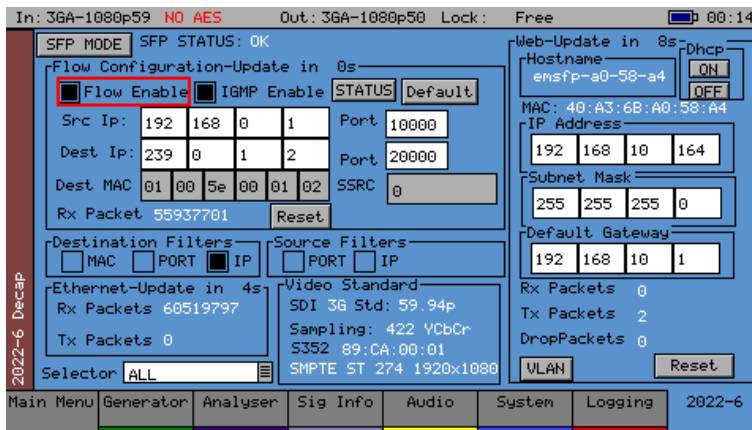 In: 3GA-1080p59 NO AES Out: 3GA-1080p50 Lock: Free 00:14
SFP MODE SFP STATUS: OK
Flow Configuration-Update in 0s
Flow Enable IGMP Enable STATUS Default
Src Ip: 192 168 0 1 Port 10000
Dest Ip: 239 0 1 2 Port 20000
Dest MAC 01 00 5e 00 01 02 SSRC 0
Rx Packet 55937701 Reset
Destination Filters
MAC PORT IP
Source Filters
PORT IP
Ethernet-Update in 4s
Rx Packets 60519797
Tx Packets 0
Video Standard
SDI 3G Std: 59.94p
Sampling: 422 YCbCr
S352 89:CA:00:01
SMPTE ST 274 1920x1080
Selector ALL
Web-Update in 8s
Hostname
emsfp-a0-58-a4
Dhcp
ON
OFF
MAC: 40:A3:6B:A0:58:A4
IP Address
192 168 10 164
Subnet Mask
255 255 255 0
Default Gateway
192 168 10 1
Rx Packets 0
Tx Packets 2
DropPackets 0
VLAN Reset
2022-6 Decap
Main Menu Generator Analyser Sig Info Audio System Logging 2022-6